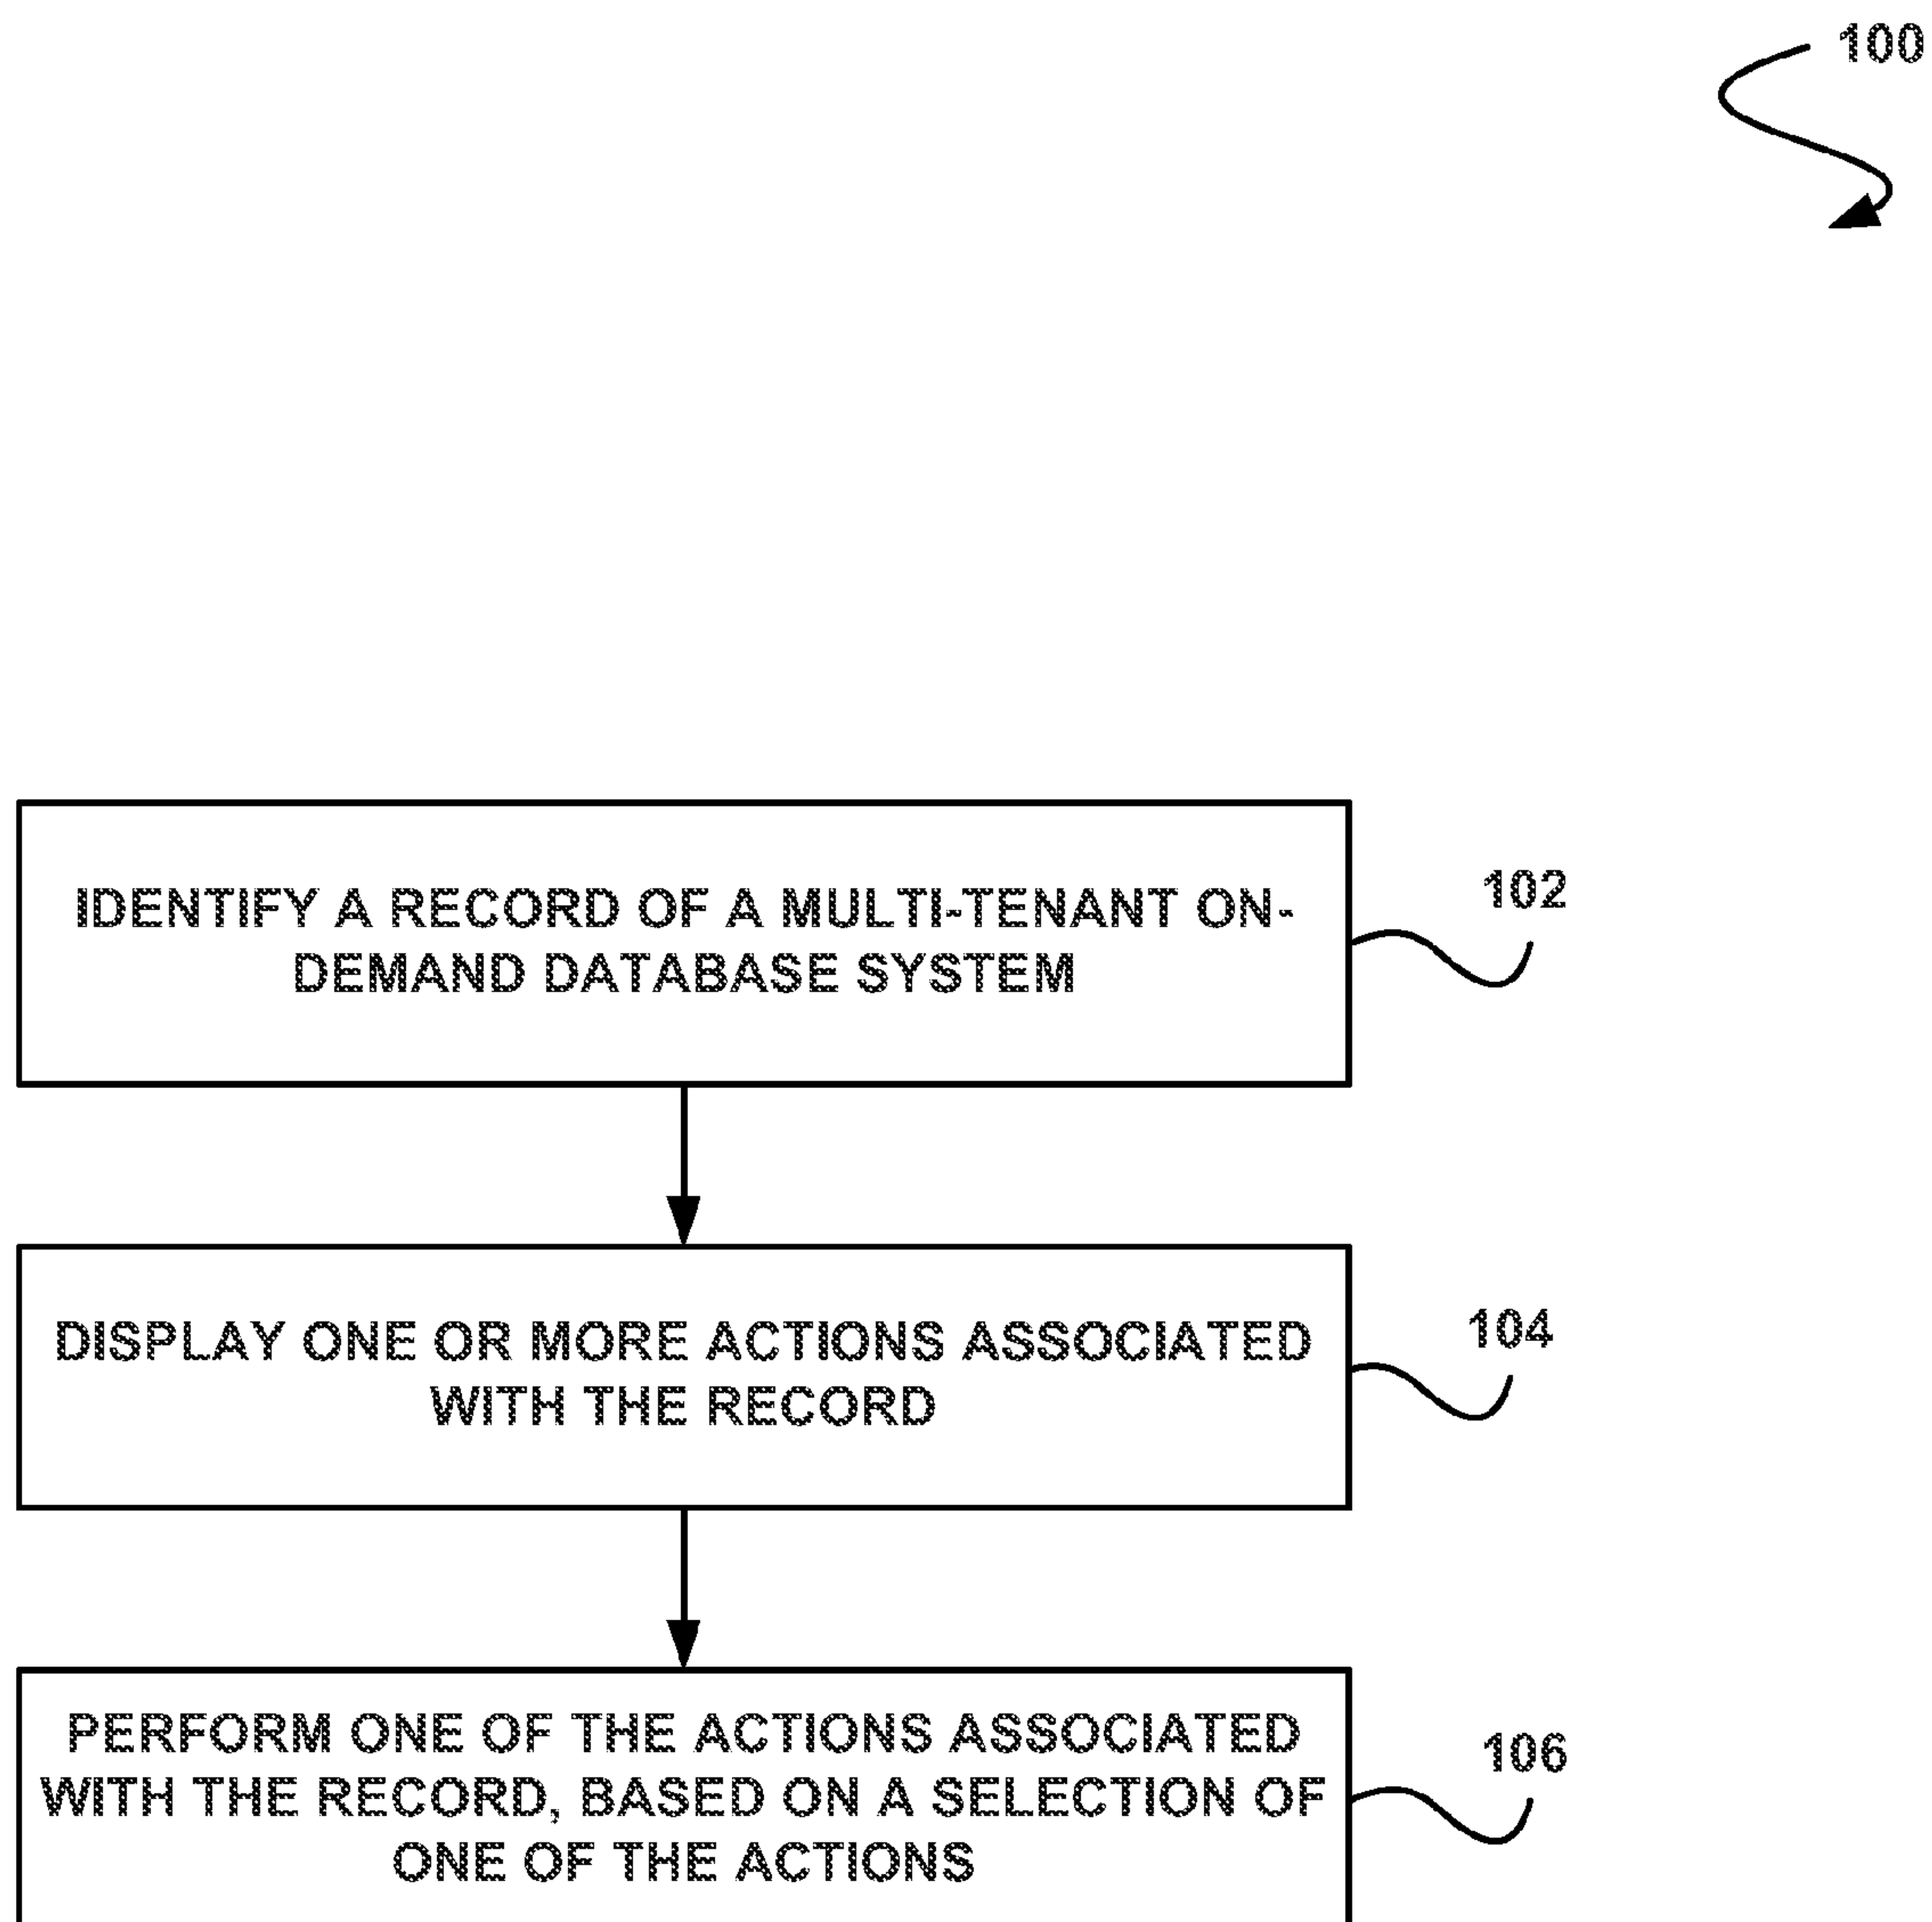 100
IDENTIFY A RECORD OF A MULTI-TENANT ON-
DEMAND DATABASE SYSTEM
102
DISPLAY ONE OR MORE ACTIONS ASSOCIATED
WITH THE RECORD
104
PERFORM ONE OF THE ACTIONS ASSOCIATED
WITH THE RECORD, BASED ON A SELECTION OF
ONE OF THE ACTIONS
106